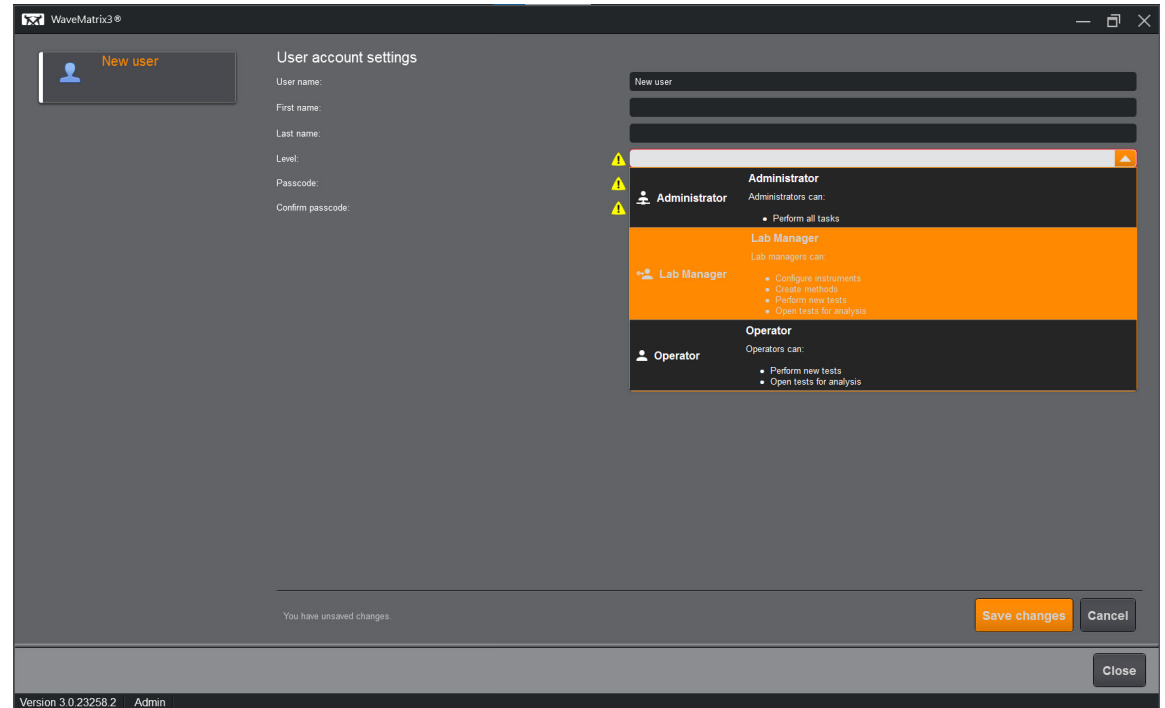 WaveMatrix3®
New user
User account settings
User name:
New user
First name:
Last name:
Level:
Passcode:
Confirm passcode:
Administrator
Administrator
Administrators can:
• Perform all tasks
Lab Manager
Lab Manager
Lab managers can:
• Configure instruments
• Create methods
• Perform new tests
• Open tests for analysis
Operator
Operator
Operators can:
• Perform new tests
• Open tests for analysis
You have unsaved changes.
Save changes
Cancel
Close
Version 3.0.23258.2 Admin